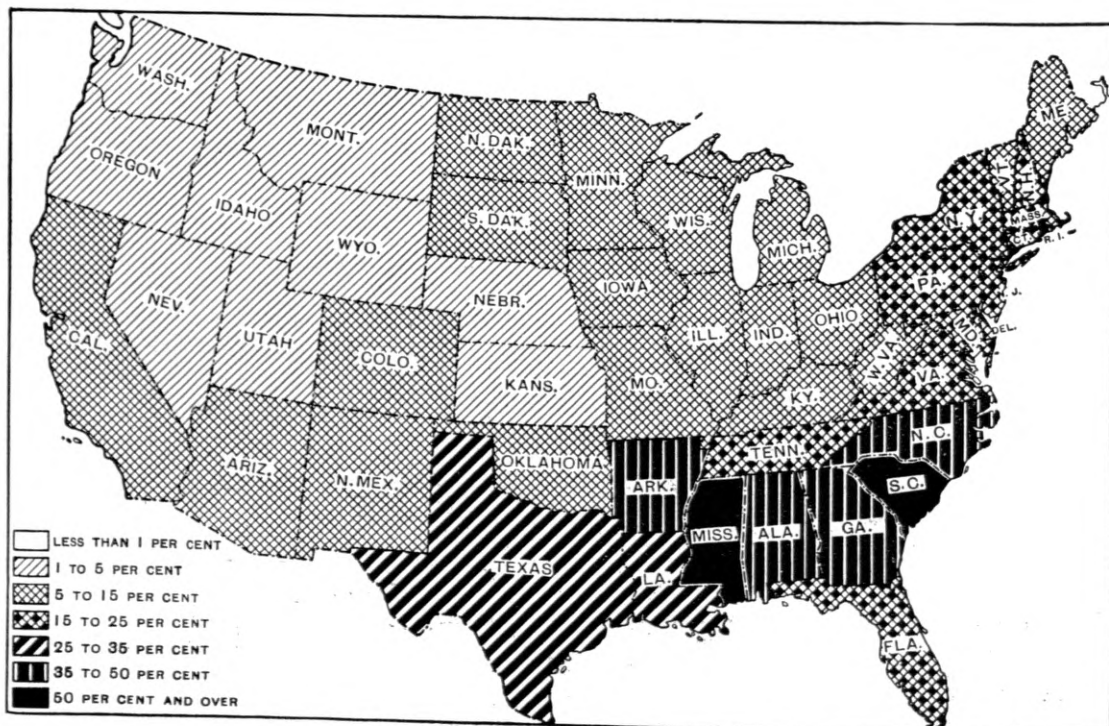 WASH.
OREGON
MONT.
IDAHO
WYO.
NEV.
UTAH
CAL.
COLO.
ARIZ.
N.MEX.
N.DAK.
S.DAK.
NEBR.
KANS.
OKLAHOMA
TEXAS
MINN.
IOWA
MO.
ARK.
LA.
WIS.
MICH.
ILL.
IND.
OHIO
KY.
TENN.
MISS.
ALA.
GA.
FLA.
S.C.
N.C.
VA.
W.VA.
MD.
DEL.
J.
PA.
N.Y.
VT.
N.H.
ME.
MASS.
CT.
R.I.
LESS THAN 1 PER CENT
1 TO 5 PER CENT
5 TO 15 PER CENT
15 TO 25 PER CENT
25 TO 35 PER CENT
35 TO 50 PER CENT
50 PER CENT AND OVER